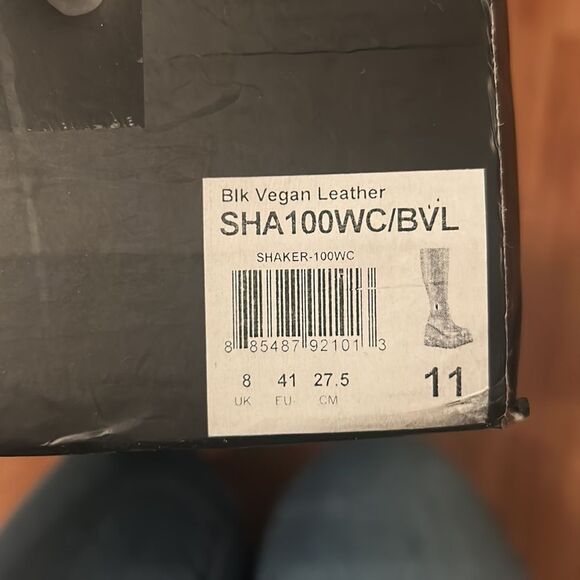 Blk Vegan Leather
SHA100WC/BVL
SHAKER-100WC
8 85487 92101 3
8 41 27.5 11
UK EU CM